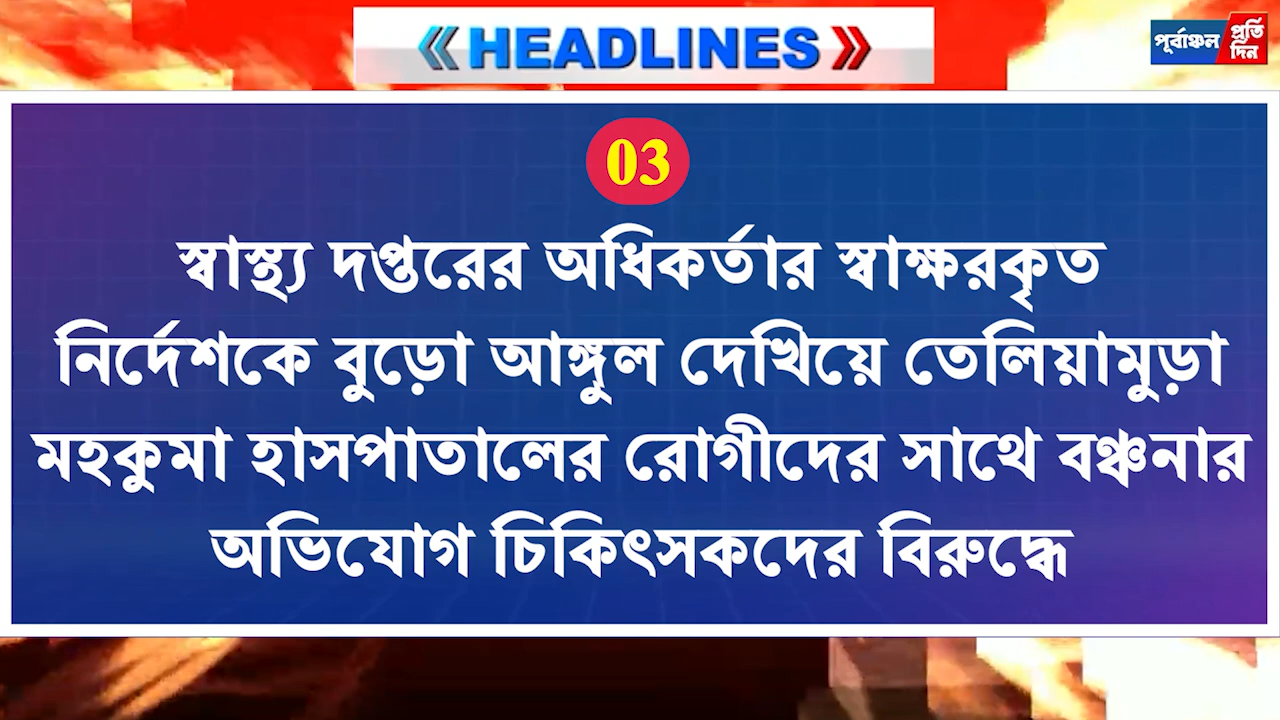 HEADLINES
পূর্বাঞ্চল
প্রতি
দিন
03
স্বাস্থ্য দপ্তরের অধিকর্তার স্বাক্ষরকৃত
নির্দেশকে বুড়ো আঙ্গুল দেখিয়ে তেলিয়ামুড়া
মহকুমা হাসপাতালের রোগীদের সাথে বঞ্চনার
অভিযোগ চিকিৎসকদের বিরুদ্ধে